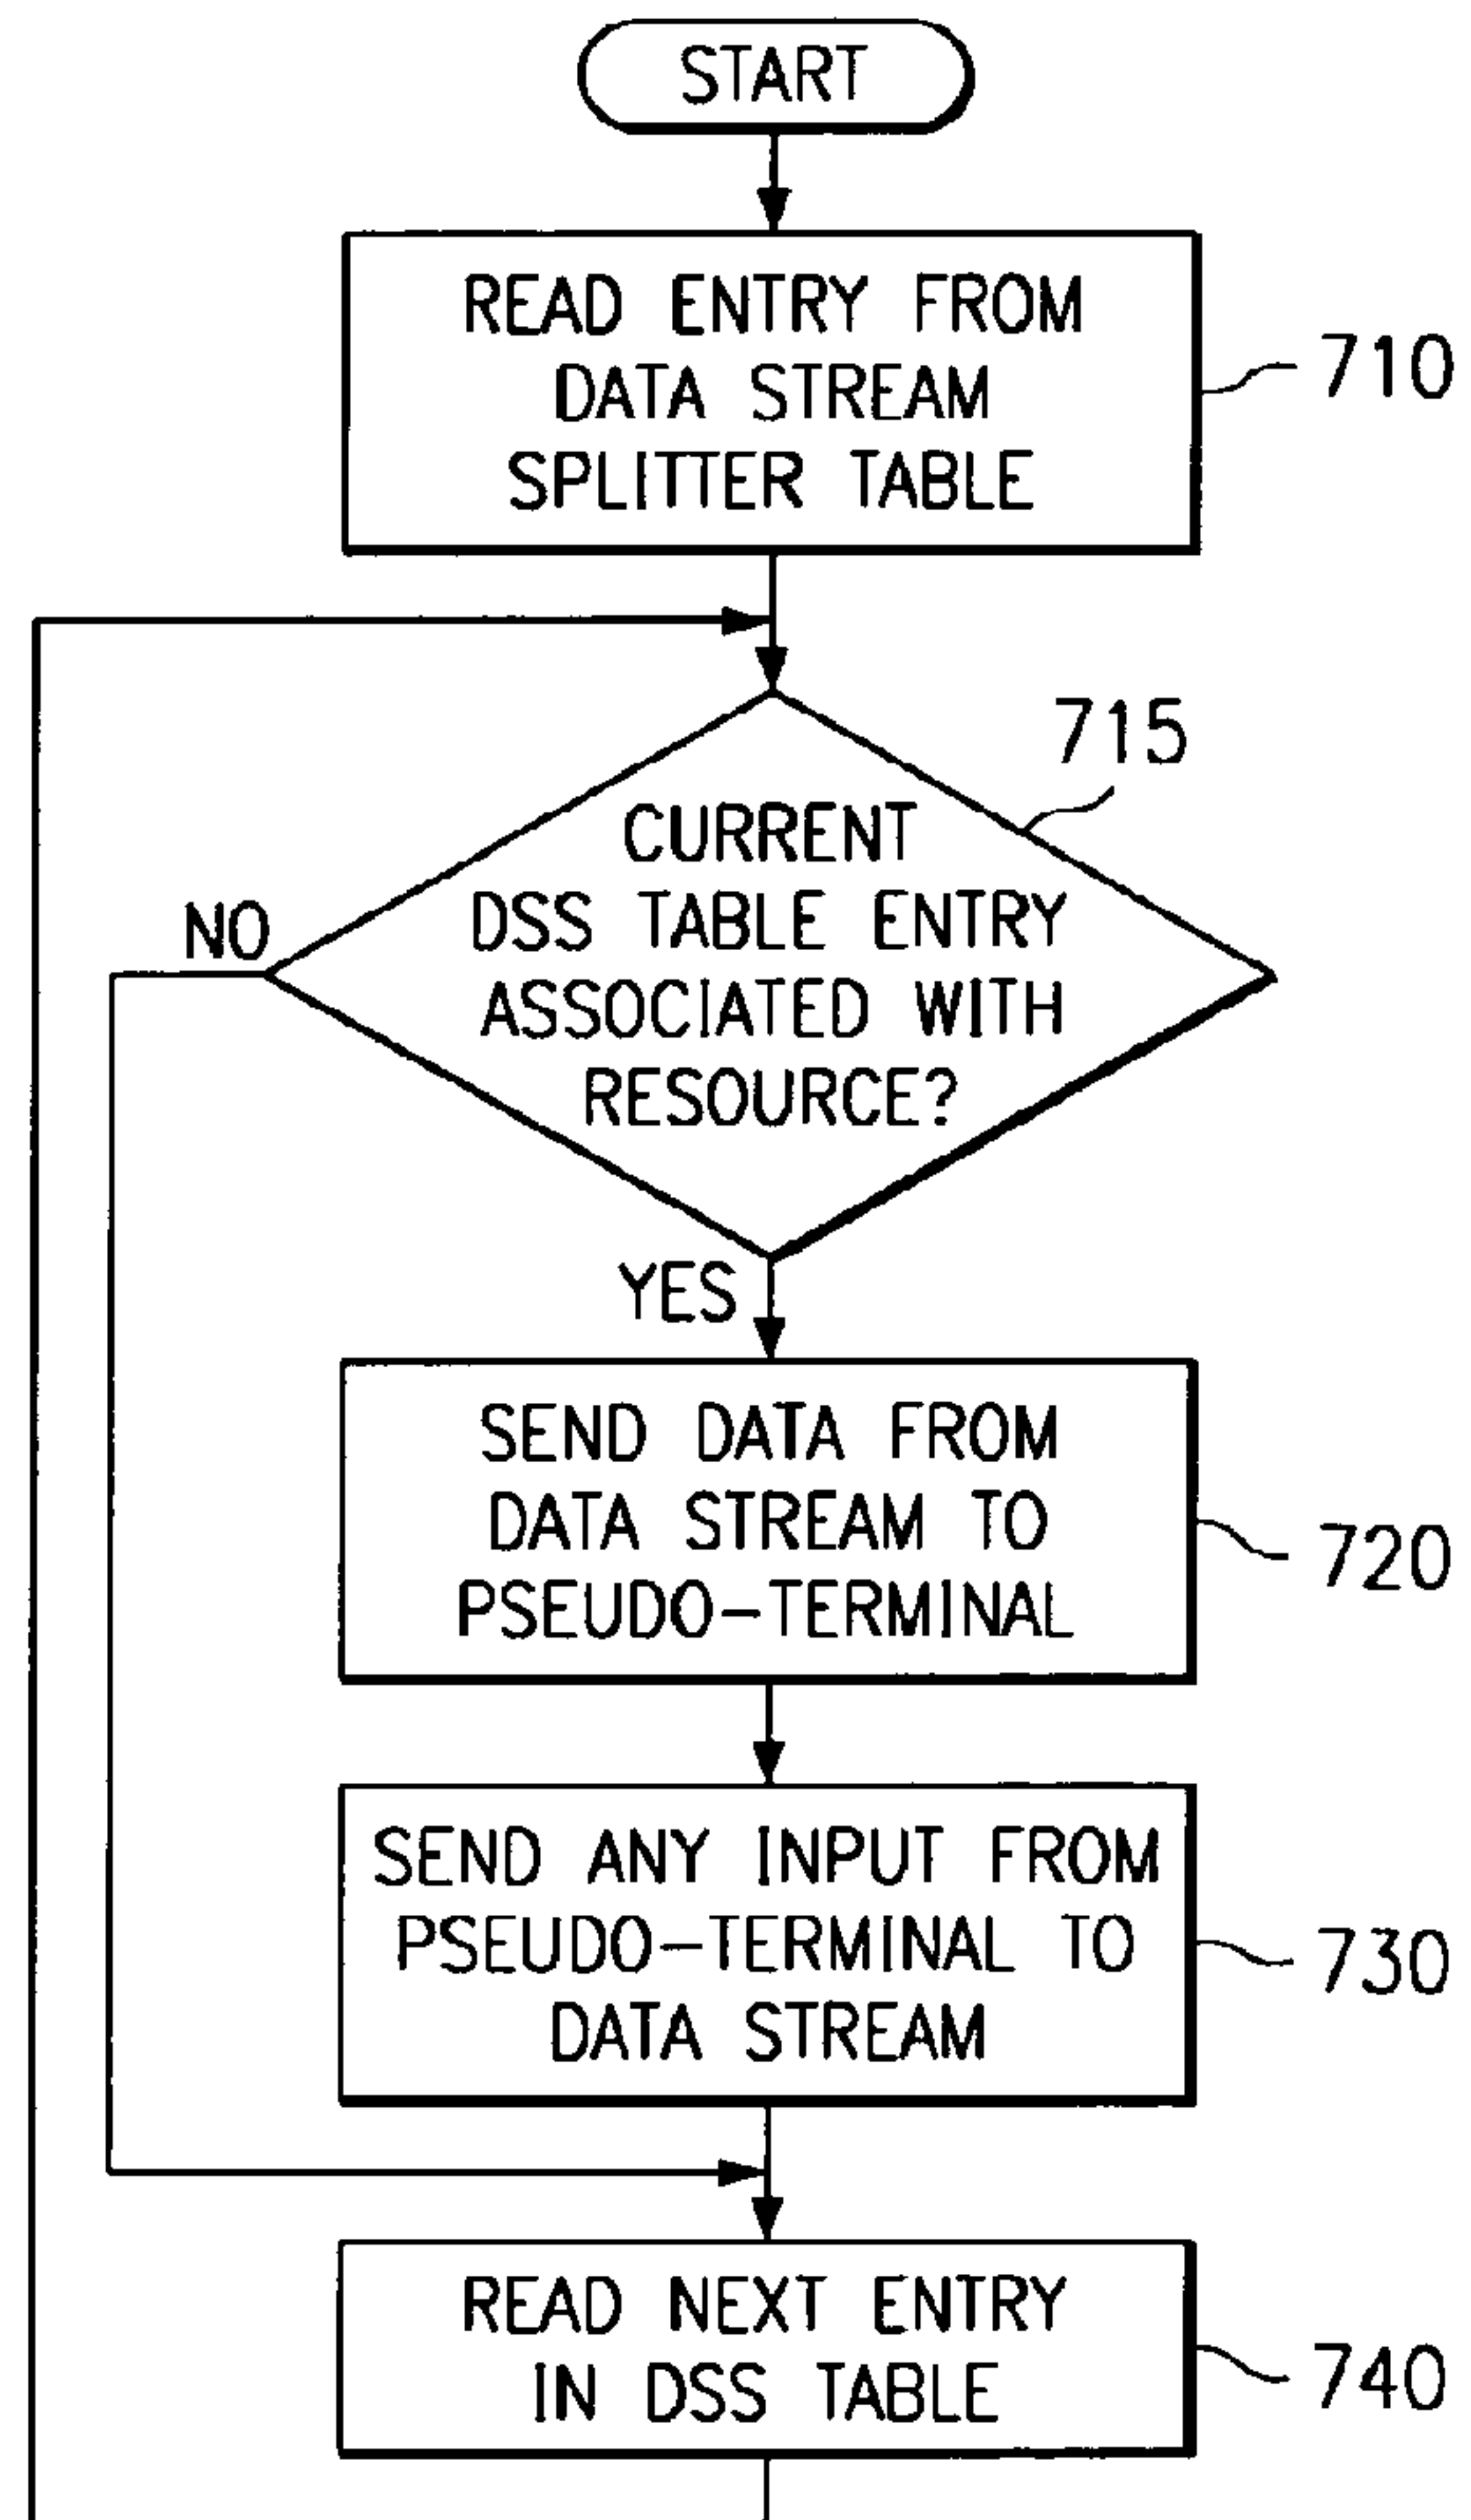 START
READ ENTRY FROM
DATA STREAM
SPLITTER TABLE
710
715
CURRENT
DSS TABLE ENTRY
ASSOCIATED WITH
RESOURCE?
NO
YES
SEND DATA FROM
DATA STREAM TO
PSEUDO-TERMINAL
720
SEND ANY INPUT FROM
PSEUDO-TERMINAL TO
DATA STREAM
730
READ NEXT ENTRY
IN DSS TABLE
740